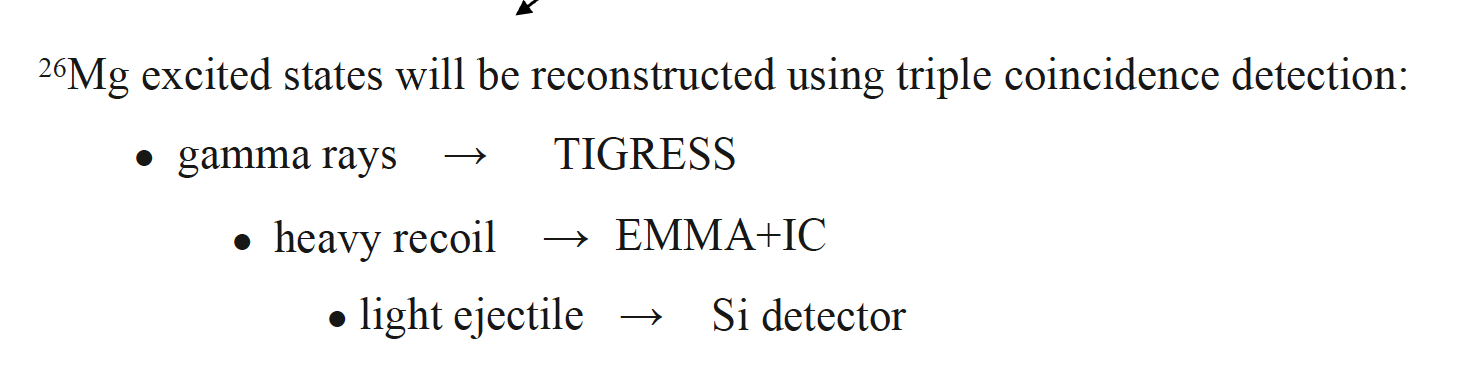 ²⁶Mg excited states will be reconstructed using triple coincidence detection:
• gamma rays → TIGRESS
• heavy recoil → EMMA+IC
• light ejectile → Si detector